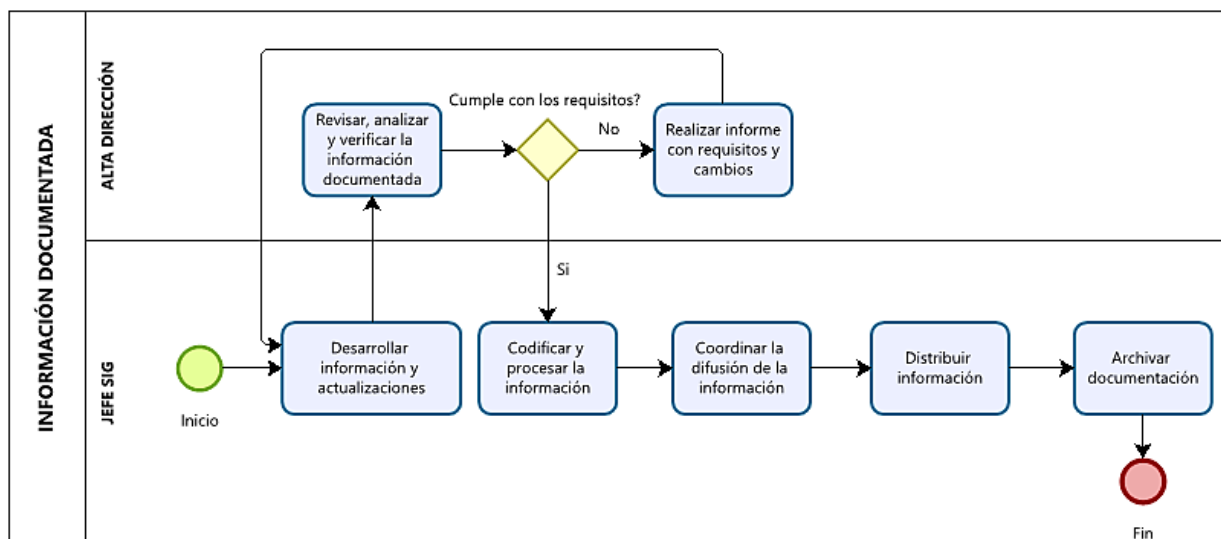 INFORMACIÓN DOCUMENTADA
ALTA DIRECCIÓN
Revisar, analizar
y verificar la
información
documentada
Cumple con los requisitos?
No
Realizar informe
con requisitos y
cambios
Si
JEFE SIG
Inicio
Desarrollar
información y
actualizaciones
Codificar y
procesar la
información
Coordinar la
difusión de la
información
Distribuir
información
Archivar
documentación
Fin